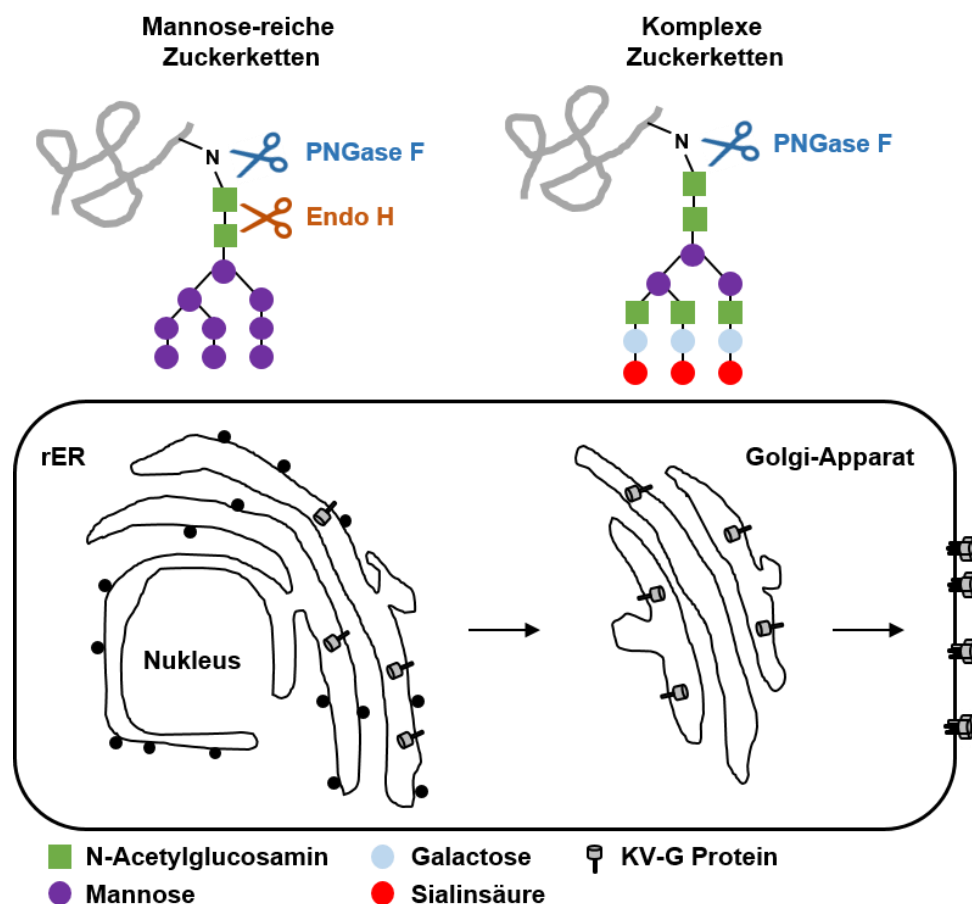 Mannose-reiche
Zuckerketten
Komplexe
Zuckerketten
N
PNGase F
Endo H
N
PNGase F
rER
Golgi-Apparat
Nukleus
N-Acetylglucosamin
Galactose
KV-G Protein
Mannose
Sialinsäure